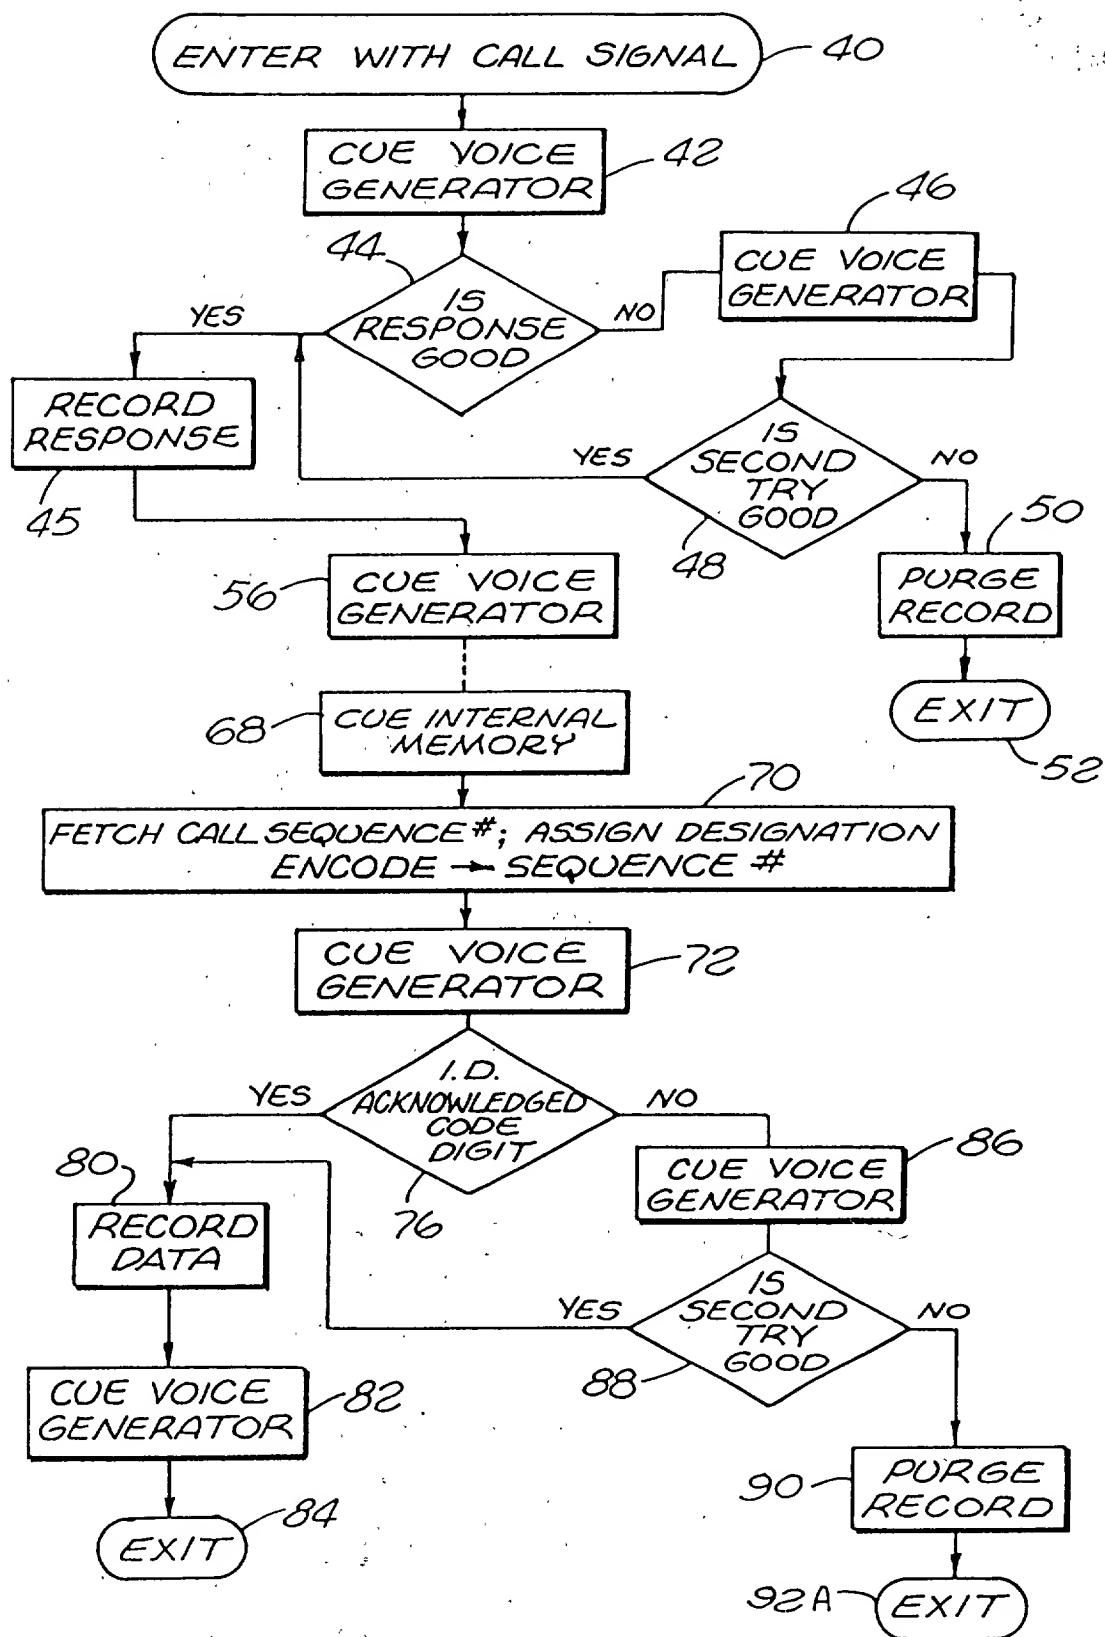 ENTER WITH CALL SIGNAL
40
CUE VOICE
GENERATOR
42
44
IS
RESPONSE
GOOD
YES
NO
46
CUE VOICE
GENERATOR
RECORD
RESPONSE
45
IS
SECOND
TRY
GOOD
YES
NO
48
50
PURGE
RECORD
EXIT
52
56
CUE VOICE
GENERATOR
68
CUE INTERNAL
MEMORY
70
FETCH CALL SEQUENCE #; ASSIGN DESIGNATION
ENCODE → SEQUENCE #
CUE VOICE
GENERATOR
72
I.D.
ACKNOWLEDGED
CODE
DIGIT
YES
NO
76
80
RECORD
DATA
86
CUE VOICE
GENERATOR
IS
SECOND
TRY
GOOD
YES
NO
88
CUE VOICE
GENERATOR
82
EXIT
84
90
PURGE
RECORD
92A
EXIT